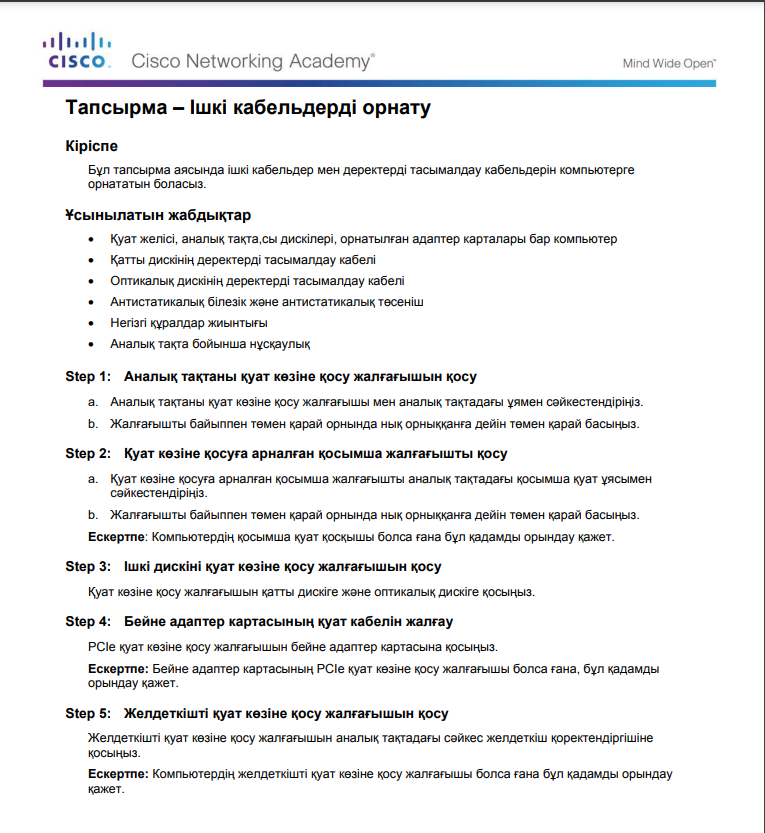 CISCO. Cisco Networking Academy® Mind Wide Open™
Тапсырма – Ішкі кабельдерді орнату
Кіріспе
Бұл тапсырма аясында ішкі кабельдер мен деректерді тасымалдау кабельдерін компьютерге
орнататын боласыз.
Ұсынылатын жабдықтар
• Қуат желісі, аналық тақта,сы дискілері, орнатылған адаптер карталары бар компьютер
• Қатты дискінің деректерді тасымалдау кабелі
• Оптикалық дискінің деректерді тасымалдау кабелі
• Антистатикалық білезік және антистатикалық төсеніш
• Негізгі құралдар жиынтығы
• Аналық тақта бойынша нұсқаулық
Step 1: Аналық тақтаны қуат көзіне қосу жалғағышын қосу
a. Аналық тақтаны қуат көзіне қосу жалғағышы мен аналық тақтадағы ұямен сәйкестендіріңіз.
b. Жалғағышты байыппен төмен қарай орнында нық орныққанға дейін төмен қарай басыңыз.
Step 2: Қуат көзіне қосуға арналған қосымша жалғағышты қосу
a. Қуат көзіне қосуға арналған қосымша жалғағышты аналық тақтадағы қосымша қуат ұясымен
сәйкестендіріңіз.
b. Жалғағышты байыппен төмен қарай орнында нық орныққанға дейін төмен қарай басыңыз.
Ескертпе: Компьютердің қосымша қуат қосқышы болса ғана бұл қадамды орындау қажет.
Step 3: Ішкі дискіні қуат көзіне қосу жалғағышын қосу
Қуат көзіне қосу жалғағышын қатты дискіге және оптикалық дискіге қосыңыз.
Step 4: Бейне адаптер картасының қуат кабелін жалғау
PCIe қуат көзіне қосу жалғағышын бейне адаптер картасына қосыңыз.
Ескертпе: Бейне адаптер картасының PCIe қуат көзіне қосу жалғағышы болса ғана, бұл қадамды
орындау қажет.
Step 5: Желдеткішті қуат көзіне қосу жалғағышын қосу
Желдеткішті қуат көзіне қосу жалғағышын аналық тақтадағы сәйкес желдеткіш қоректендіргішіне
қосыңыз.
Ескертпе: Компьютердің желдеткішті қуат көзіне қосу жалғағышы болса ғана бұл қадамды орындау
қажет.